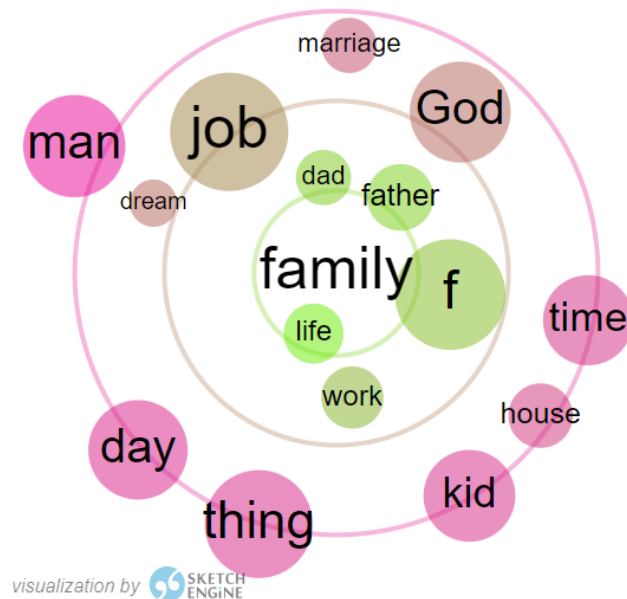 marriage
God
job
man
dad
father
dream
family
f
time
life
work
house
day
kid
thing
visualization by SKETCH
ENGINE